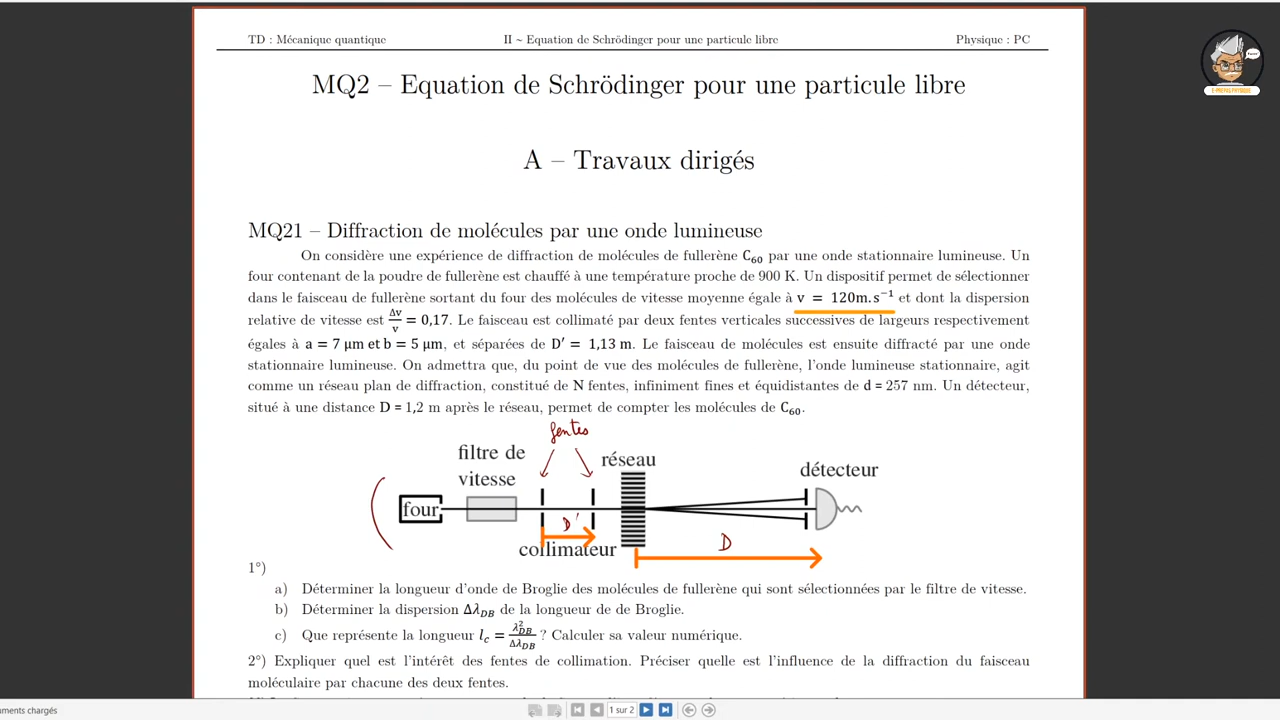 TD : Mécanique quantique II ~ Equation de Schrödinger pour une particule libre Physique : PC
MQ2 – Equation de Schrödinger pour une particule libre
A – Travaux dirigés
MQ21 – Diffraction de molécules par une onde lumineuse
On considère une expérience de diffraction de molécules de fullerène C₆₀ par une onde stationnaire lumineuse. Un
four contenant de la poudre de fullerène est chauffé à une température proche de 900 K. Un dispositif permet de sélectionner
dans le faisceau de fullerène sortant du four des molécules de vitesse moyenne égale à v = 120m.s⁻¹ et dont la dispersion
relative de vitesse est Δv/v = 0,17. Le faisceau est collimaté par deux fentes verticales successives de largeurs respectivement
égales à a = 7 μm et b = 5 μm, et séparées de D′ = 1,13 m. Le faisceau de molécules est ensuite diffracté par une onde
stationnaire lumineuse. On admettra que, du point de vue des molécules de fullerène, l'onde lumineuse stationnaire, agit
comme un réseau plan de diffraction, constitué de N fentes, infiniment fines et équidistantes de d = 257 nm. Un détecteur,
situé à une distance D = 1,2 m après le réseau, permet de compter les molécules de C₆₀.
fentes
filtre de
vitesse
réseau
détecteur
four
D'
collimateur
D
1°)
a) Déterminer la longueur d'onde de Broglie des molécules de fullerène qui sont sélectionnées par le filtre de vitesse.
b) Déterminer la dispersion Δλ_DB de la longueur de de Broglie.
c) Que représente la longueur l_c = λ²_DB/Δλ_DB ? Calculer sa valeur numérique.
2°) Expliquer quel est l'intérêt des fentes de collimation. Préciser quelle est l'influence de la diffraction du faisceau
moléculaire par chacune des deux fentes.
uments chargés
1 sur 2